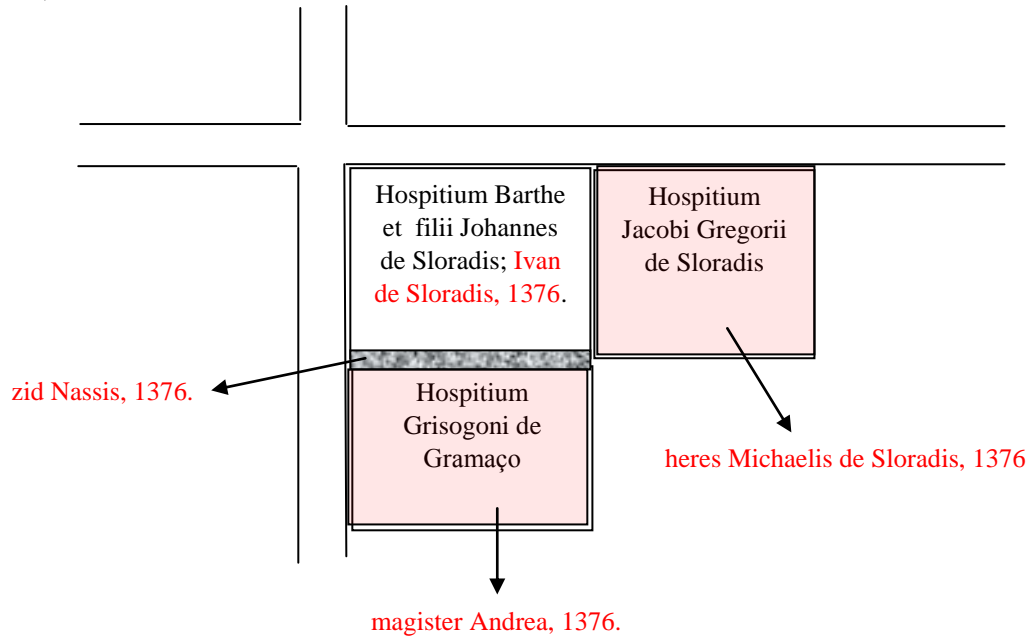 Hospitium Barthe
et filii Johannes
de Sloradis; Ivan
de Sloradis, 1376.
Hospitium
Jacobi Gregorii
de Sloradis
zid Nassis, 1376.
Hospitium
Grisogoni de
Gramaço
heres Michaelis de Sloradis, 1376
magister Andrea, 1376.